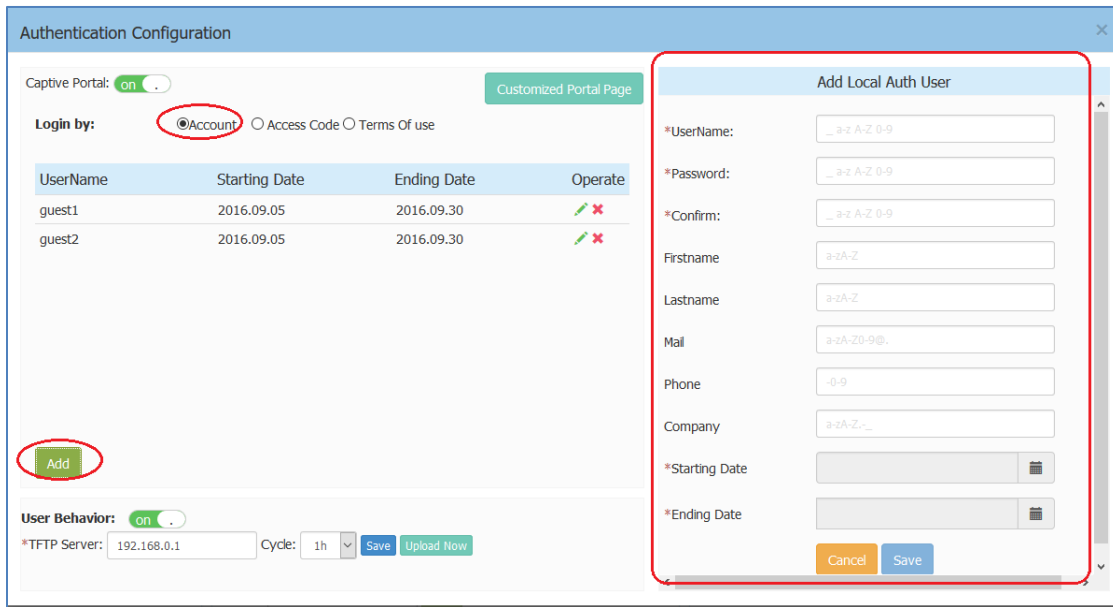 Authentication Configuration ×
Captive Portal: on .
Customized Portal Page
Login by: Account Access Code Terms Of use
UserName Starting Date Ending Date Operate
guest1 2016.09.05 2016.09.30
guest2 2016.09.05 2016.09.30
Add
User Behavior: on .
*TFTP Server: 192.168.0.1 Cycle: 1h Save Upload Now
Add Local Auth User
*UserName: _ a-z A-Z 0-9
*Password: _ a-z A-Z 0-9
*Confirm: _ a-z A-Z 0-9
Firstname a-zA-Z
Lastname a-zA-Z
Mail a-zA-Z0-9@.
Phone -0-9
Company a-zA-Z.-_
*Starting Date
*Ending Date
Cancel Save